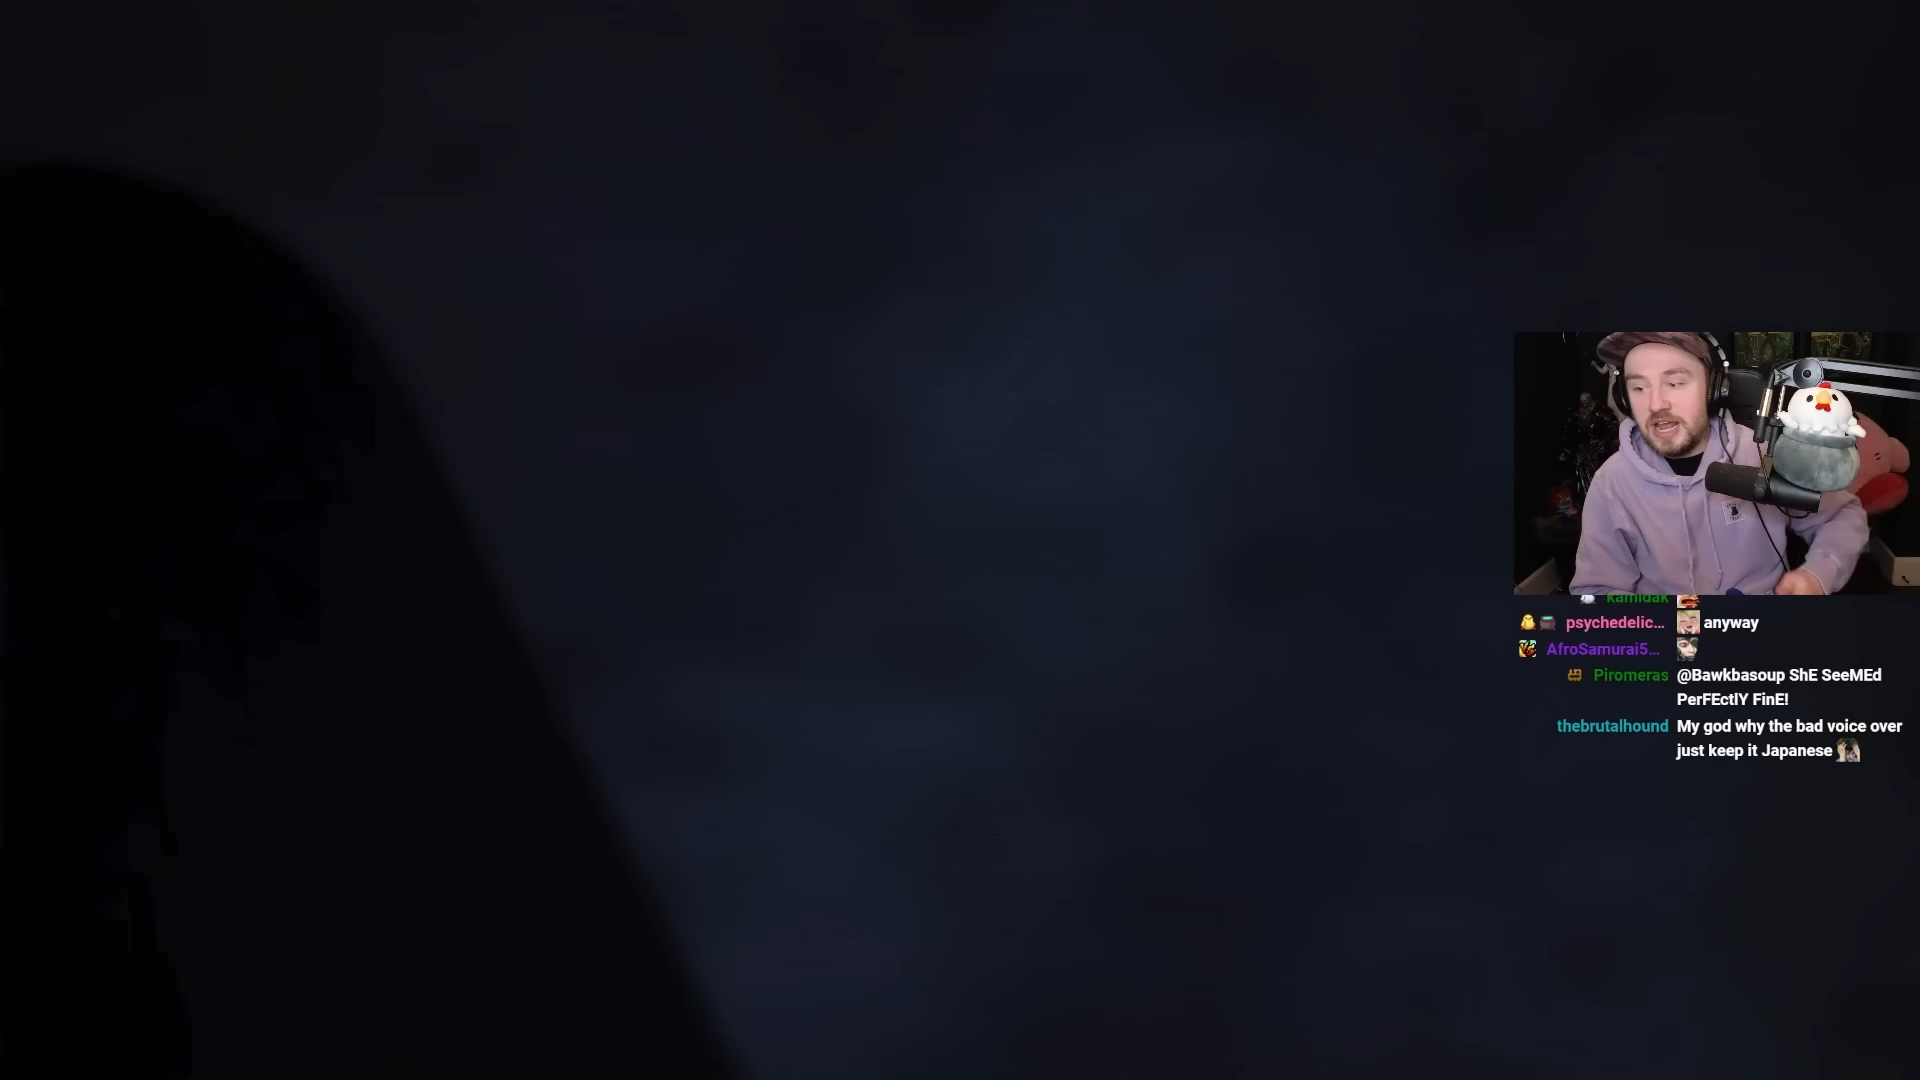 kamidak
psychedelic... anyway
AfroSamurai5...
Piromeras @Bawkbasoup ShE SeeMEd
PerFEctlY FinE!
thebrutalhound My god why the bad voice over
just keep it Japanese